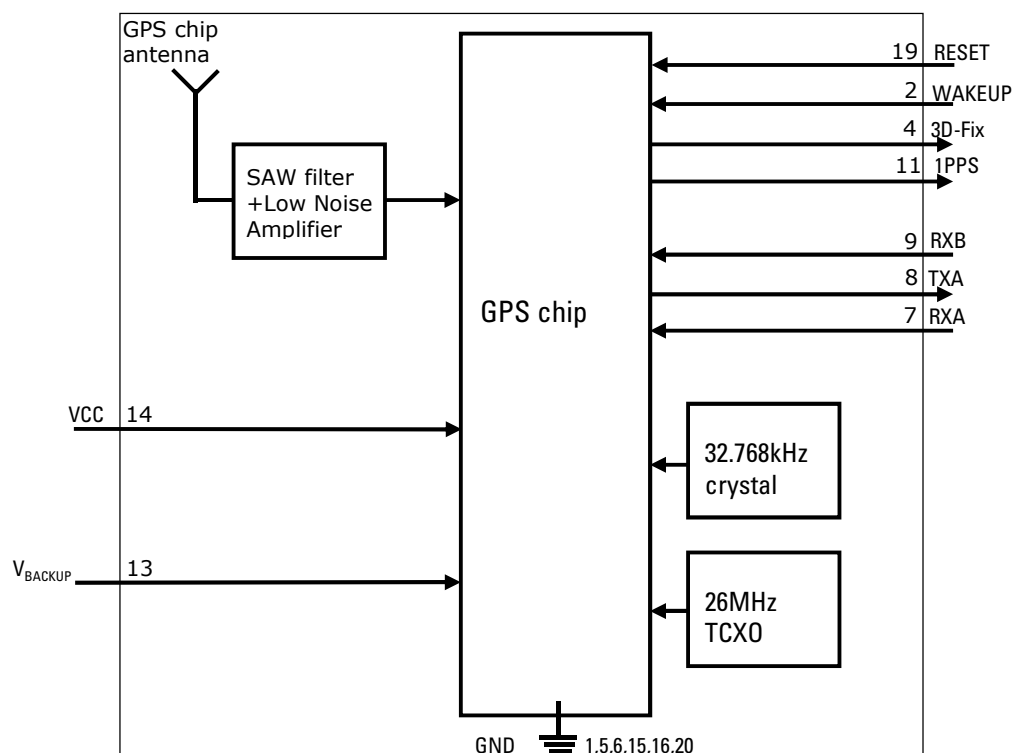 GPS chip
antenna
SAW filter
+Low Noise
Amplifier
GPS chip
19 RESET
2 WAKEUP
4 3D-Fix
11 1PPS
9 RXB
8 TXA
7 RXA
VCC 14
32.768kHz
crystal
VBACKUP 13
26MHz
TCXO
GND 1,5,6,15,16,20